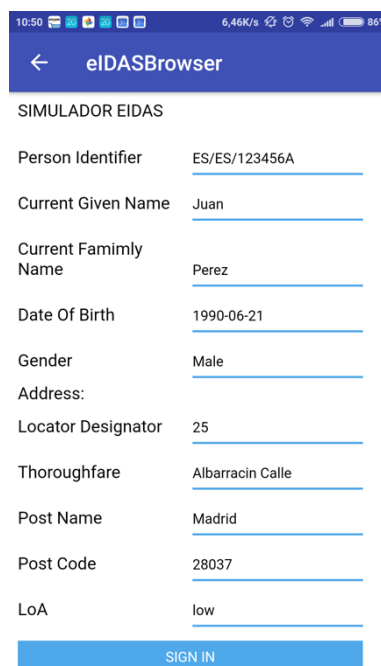 10:50 6,46K/s 86%
eIDASBrowser
SIMULADOR EIDAS
Person Identifier ES/ES/123456A
Current Given Name Juan
Current Famimly
Name Perez
Date Of Birth 1990-06-21
Gender Male
Address:
Locator Designator 25
Thoroughfare Albarracin Calle
Post Name Madrid
Post Code 28037
LoA low
SIGN IN